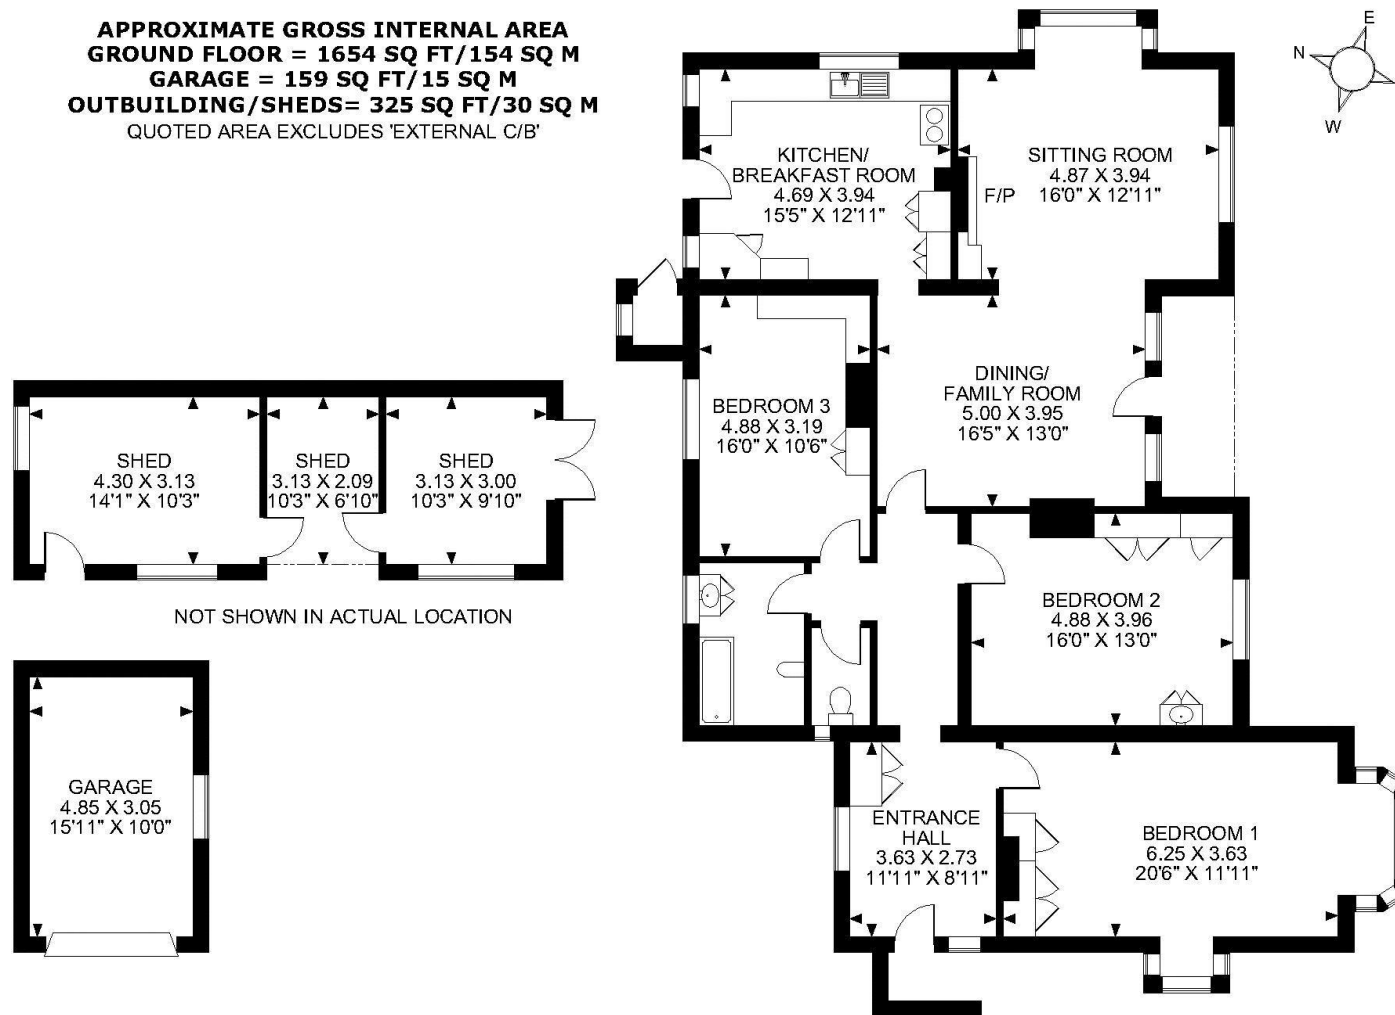 APPROXIMATE GROSS INTERNAL AREA
GROUND FLOOR = 1654 SQ FT/154 SQ M
GARAGE = 159 SQ FT/15 SQ M
OUTBUILDING/SHEDS= 325 SQ FT/30 SQ M
QUOTED AREA EXCLUDES 'EXTERNAL C/B'
E
N
W
KITCHEN/
BREAKFAST ROOM
4.69 X 3.94
15'5" X 12'11"
F/P
SITTING ROOM
4.87 X 3.94
16'0" X 12'11"
DINING/
FAMILY ROOM
5.00 X 3.95
16'5" X 13'0"
BEDROOM 3
4.88 X 3.19
16'0" X 10'6"
SHED
4.30 X 3.13
14'1" X 10'3"
SHED
3.13 X 2.09
10'3" X 6'10"
SHED
3.13 X 3.00
10'3" X 9'10"
NOT SHOWN IN ACTUAL LOCATION
BEDROOM 2
4.88 X 3.96
16'0" X 13'0"
GARAGE
4.85 X 3.05
15'11" X 10'0"
ENTRANCE
HALL
3.63 X 2.73
11'11" X 8'11"
BEDROOM 1
6.25 X 3.63
20'6" X 11'11"